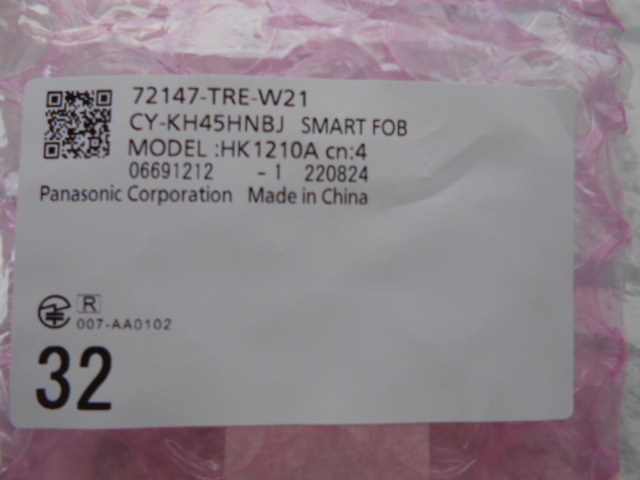 72147-TRE-W21
CY-KH45HNBJ SMART FOB
MODEL :HK1210A cn:4
06691212 -1 220824
Panasonic Corporation Made in China
R
007-AA0102
32